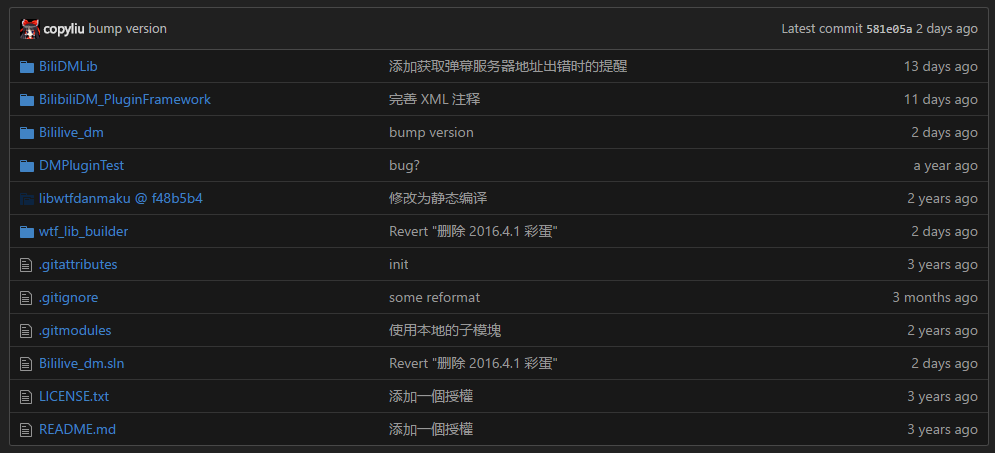 copyliu bump version Latest commit 581e05a 2 days ago
BiliDMLib 添加获取弹幕服务器地址出错时的提醒 13 days ago
BilibiliDM_PluginFramework 完善 XML 注释 11 days ago
Bililive_dm bump version 2 days ago
DMPluginTest bug? a year ago
libwtfdanmaku @ f48b5b4 修改为静态编译 2 years ago
wtf_lib_builder Revert "删除 2016.4.1 彩蛋" 2 days ago
.gitattributes init 3 years ago
.gitignore some reformat 3 months ago
.gitmodules 使用本地的子模塊 2 years ago
Bililive_dm.sln Revert "删除 2016.4.1 彩蛋" 2 days ago
LICENSE.txt 添加一個授權 3 years ago
README.md 添加一個授權 3 years ago